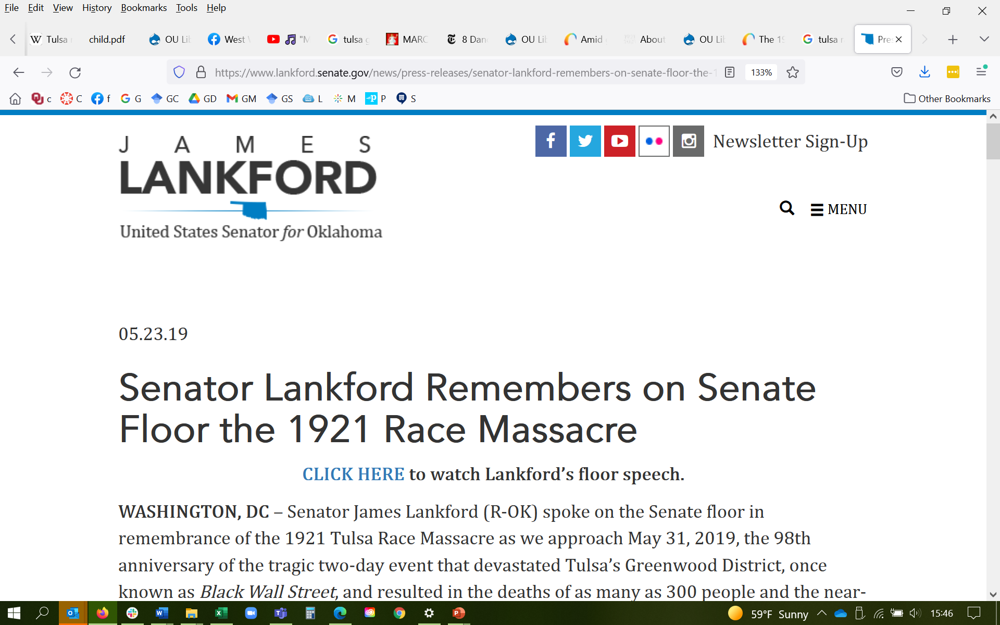 File Edit View History Bookmarks Tools Help
Tulsa child.pdf OU Lib West "M tulsa g MARC 8 Dan OU Lib Amid About OU Lib The 19 tulsa r Pre
https://www.lankford.senate.gov/news/press-releases/senator-lankford-remembers-on-senate-floor-the-1 133%
c C f G GC GD GM GS L M P S Other Bookmarks
JAMES
LANKFORD
United States Senator for Oklahoma
Newsletter Sign-Up
MENU
05.23.19
Senator Lankford Remembers on Senate
Floor the 1921 Race Massacre
CLICK HERE to watch Lankford’s floor speech.
WASHINGTON, DC – Senator James Lankford (R-OK) spoke on the Senate floor in
remembrance of the 1921 Tulsa Race Massacre as we approach May 31, 2019, the 98th
anniversary of the tragic two-day event that devastated Tulsa’s Greenwood District, once
known as Black Wall Street, and resulted in the deaths of as many as 300 people and the near-
59°F Sunny 15:46